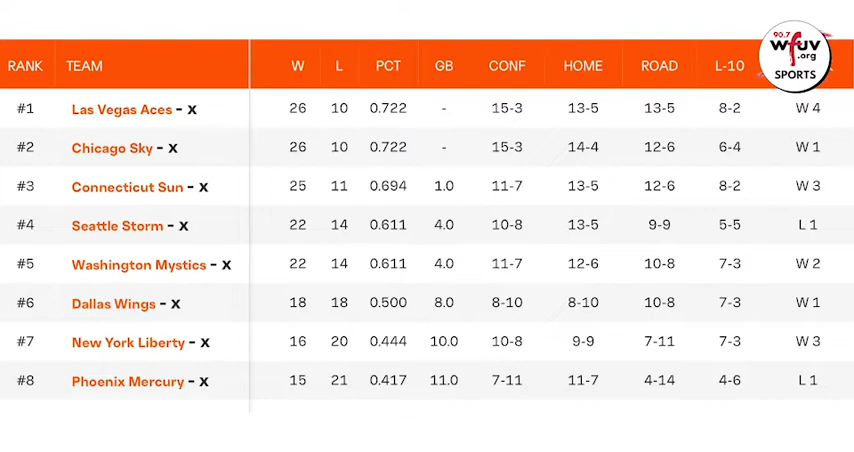 90.7
wfuv
.org
SPORTS
RANK TEAM W L PCT GB CONF HOME ROAD L-10
#1 Las Vegas Aces - X 26 10 0.722 - 15-3 13-5 13-5 8-2 W 4
#2 Chicago Sky - X 26 10 0.722 - 15-3 14-4 12-6 6-4 W 1
#3 Connecticut Sun - X 25 11 0.694 1.0 11-7 13-5 12-6 8-2 W 3
#4 Seattle Storm - X 22 14 0.611 4.0 10-8 13-5 9-9 5-5 L 1
#5 Washington Mystics - X 22 14 0.611 4.0 11-7 12-6 10-8 7-3 W 2
#6 Dallas Wings - X 18 18 0.500 8.0 8-10 8-10 10-8 7-3 W 1
#7 New York Liberty - X 16 20 0.444 10.0 10-8 9-9 7-11 7-3 W 3
#8 Phoenix Mercury - X 15 21 0.417 11.0 7-11 11-7 4-14 4-6 L 1